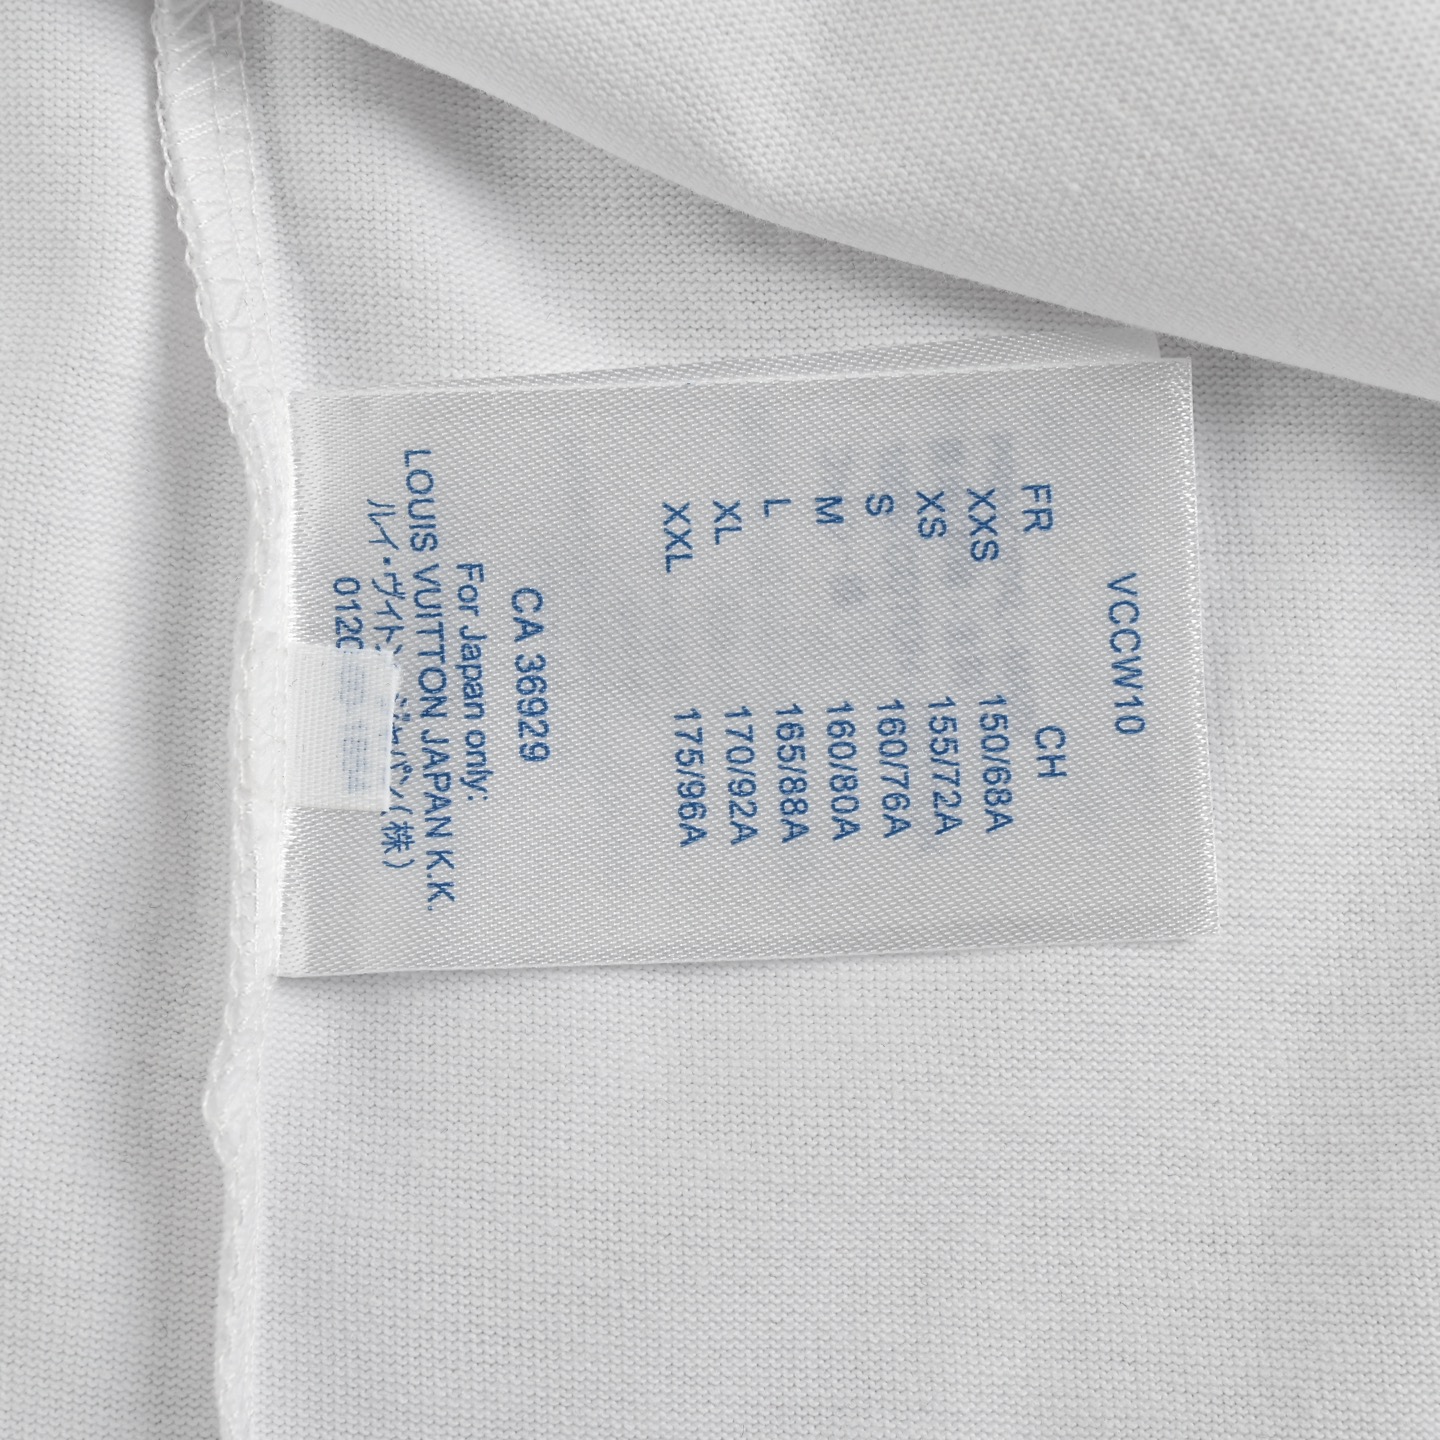 VCCW10
FR CH
XXS 150/68A
XS 155/72A
S 160/76A
M 160/80A
L 165/88A
XL 170/92A
XXL 175/96A
CA 36929
For Japan only:
LOUIS VUITTON JAPAN K.K.
ルイ・ヴィトン ジャパン(株)
0120